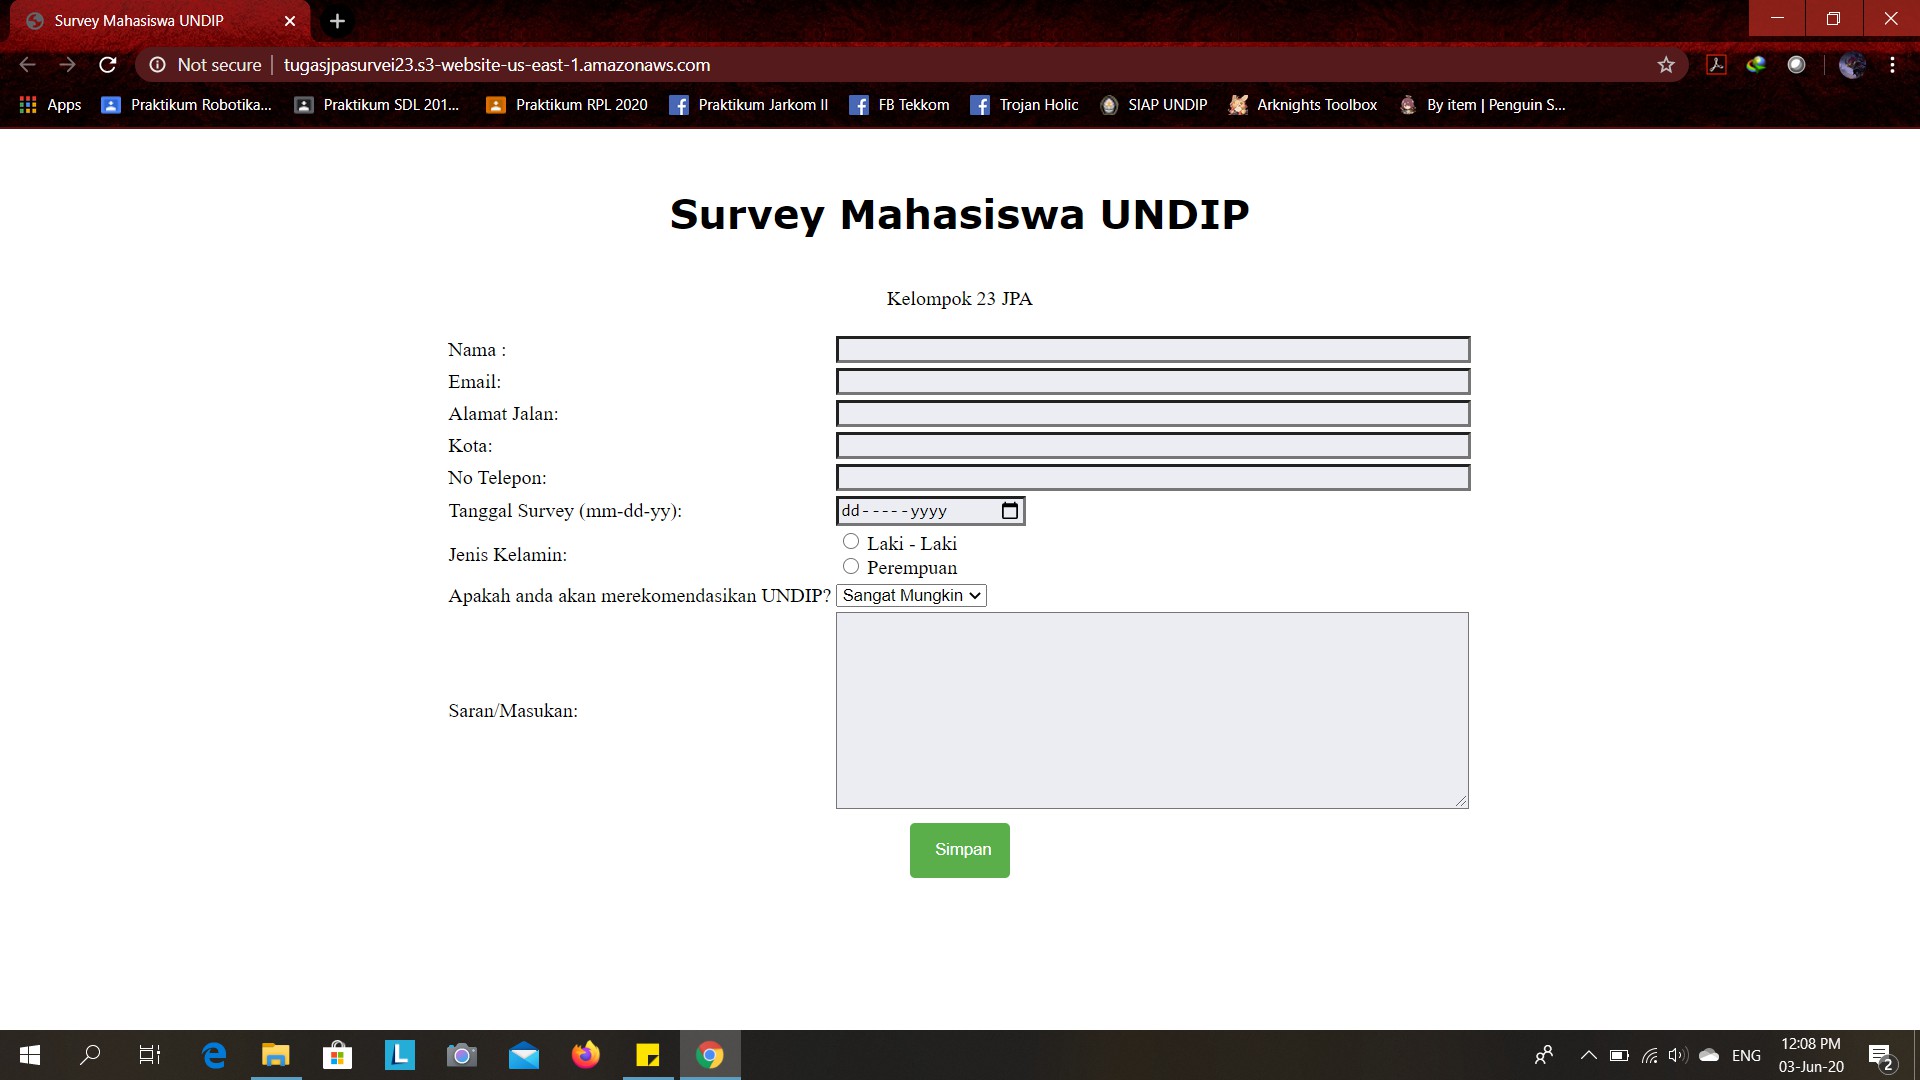 Survey Mahasiswa UNDIP
Not secure | tugasjpasurvei23.s3-website-us-east-1.amazonaws.com
Apps Praktikum Robotika... Praktikum SDL 201... Praktikum RPL 2020 Praktikum Jarkom II FB Tekkom Trojan Holic SIAP UNDIP Arknights Toolbox By item | Penguin S...
Survey Mahasiswa UNDIP
Kelompok 23 JPA
Nama :
Email:
Alamat Jalan:
Kota:
No Telepon:
Tanggal Survey (mm-dd-yy): dd-----yyyy
Jenis Kelamin:
Laki - Laki
Perempuan
Apakah anda akan merekomendasikan UNDIP? Sangat Mungkin
Saran/Masukan:
Simpan
ENG
12:08 PM
03-Jun-20
2